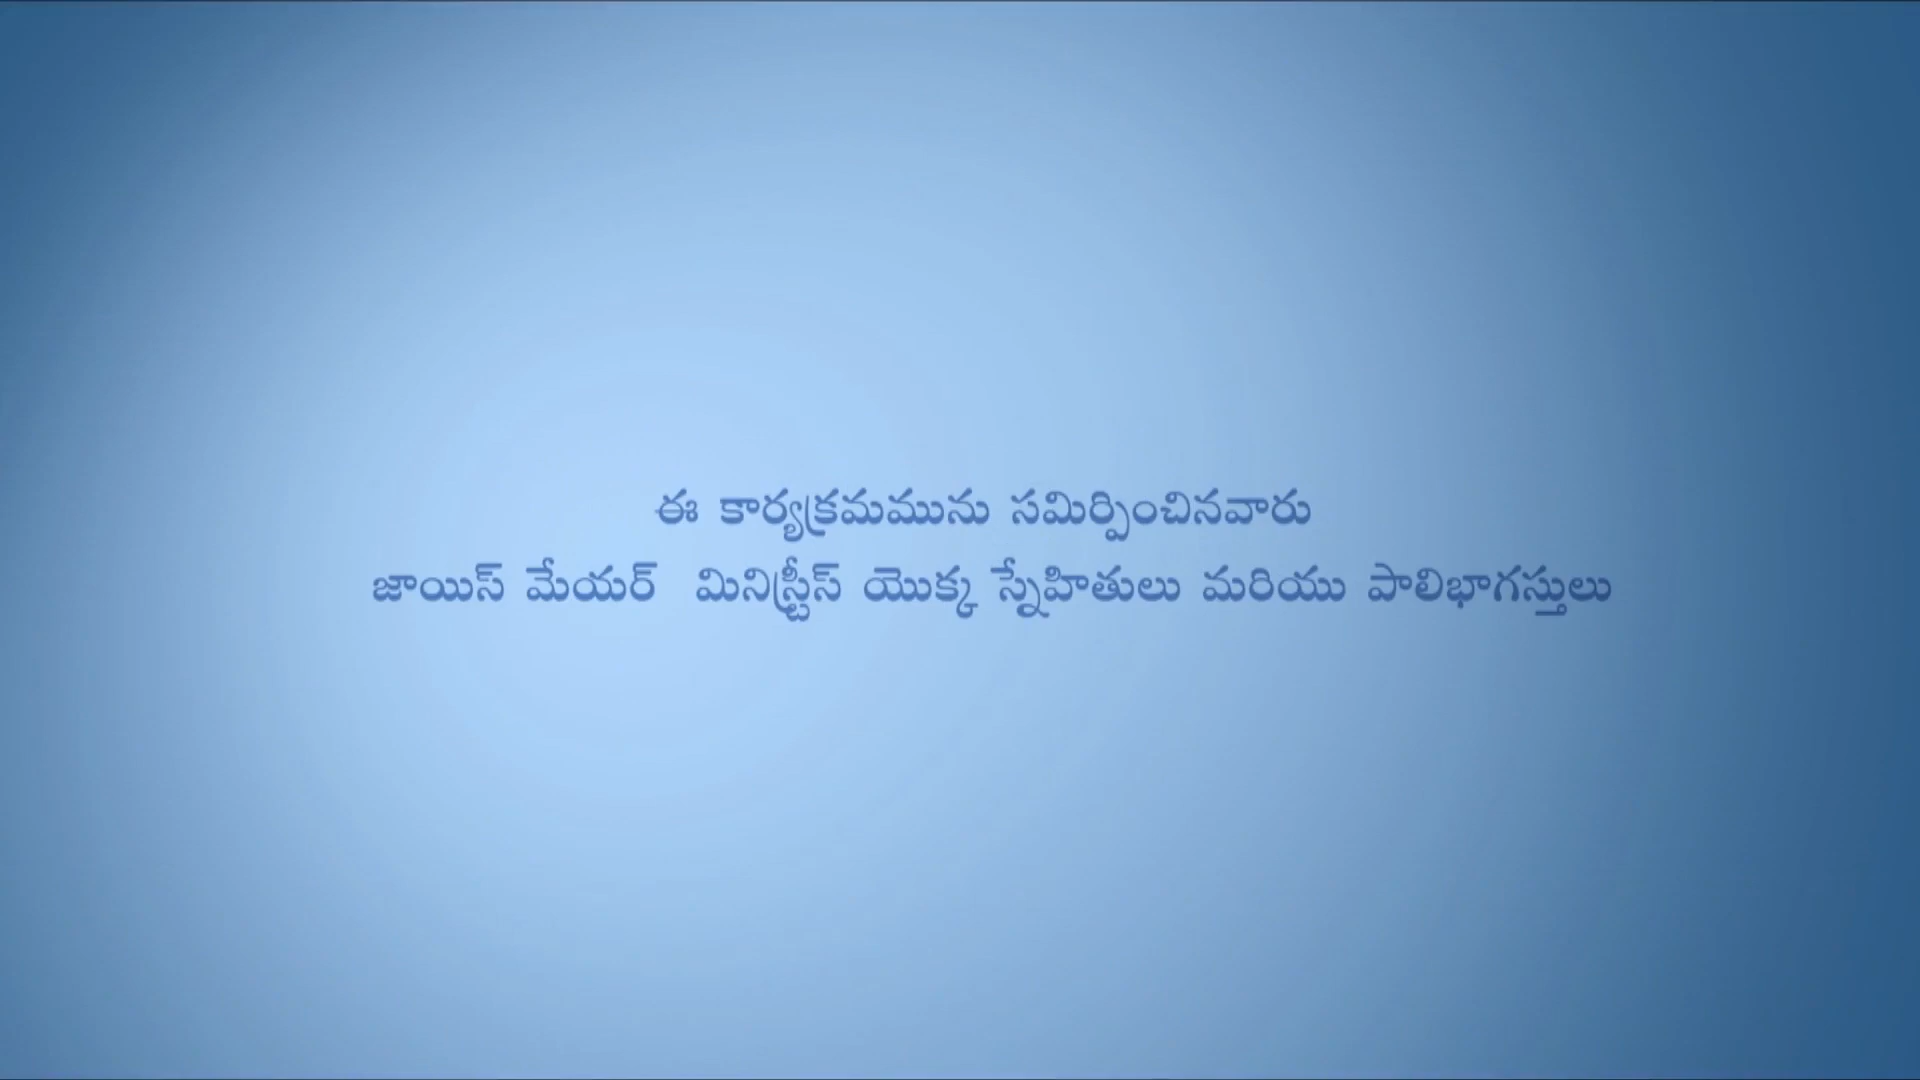 ఈ కార్యక్రమమును సమిర్పించినవారు
జాయిస్ మేయర్ మినిస్ట్రీస్ యొక్క స్నేహితులు మరియు పాలిభాగస్తులు